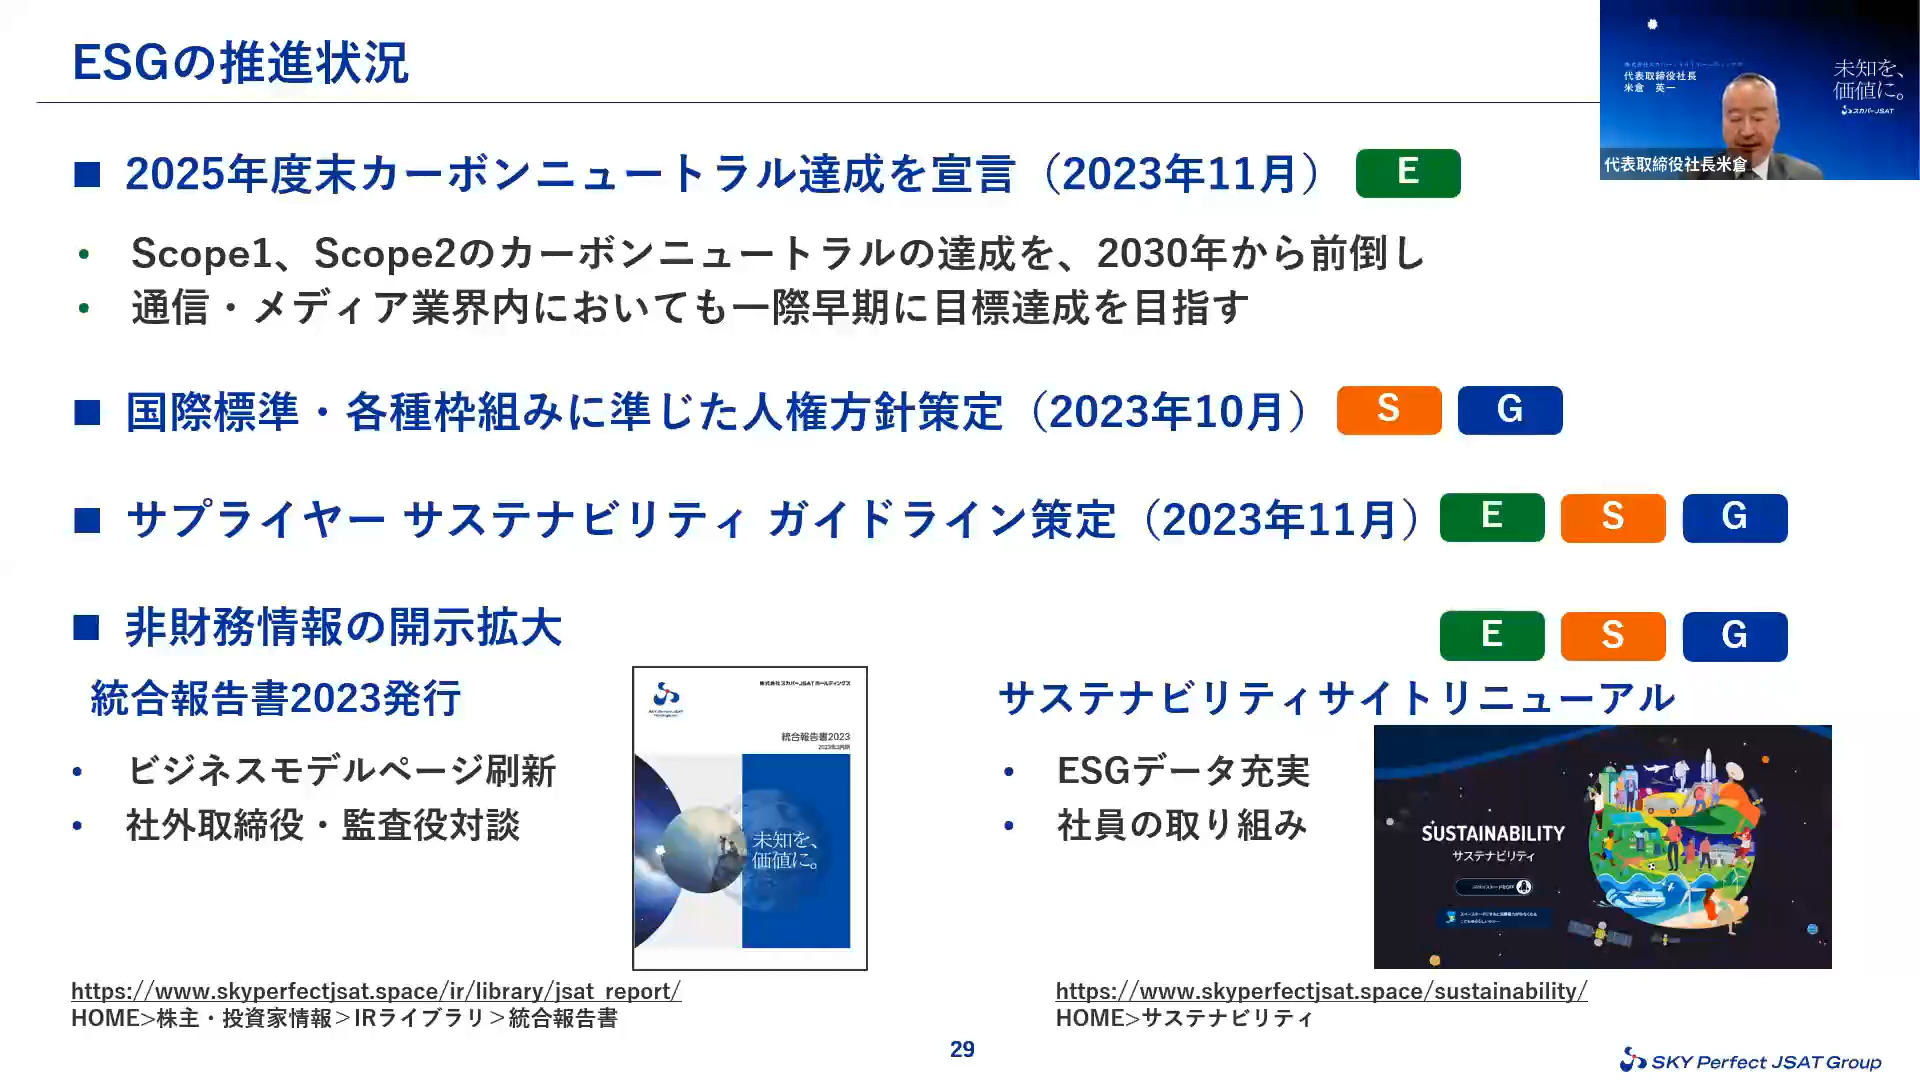 ESGの推進状況
代表取締役社長
米倉 英一
未知を、
価値に。
スカパーJSAT
代表取締役社長米倉
■ 2025年度末カーボンニュートラル達成を宣言（2023年11月） E
• Scope1、Scope2のカーボンニュートラルの達成を、2030年から前倒し
• 通信・メディア業界内においても一際早期に目標達成を目指す
■ 国際標準・各種枠組みに準じた人権方針策定（2023年10月） S G
■ サプライヤー サステナビリティ ガイドライン策定（2023年11月） E S G
■ 非財務情報の開示拡大 E S G
統合報告書2023発行
• ビジネスモデルページ刷新
• 社外取締役・監査役対談
株式会社スカパーJSATホールディングス
SKY Perfect JSAT
統合報告書2023
未知を、
価値に。
https://www.skyperfectjsat.space/ir/library/jsat_report/
HOME>株主・投資家情報＞IRライブラリ＞統合報告書
サステナビリティサイトリニューアル
• ESGデータ充実
• 社員の取り組み
SUSTAINABILITY
サステナビリティ
https://www.skyperfectjsat.space/sustainability/
HOME>サステナビリティ
29
SKY Perfect JSAT Group